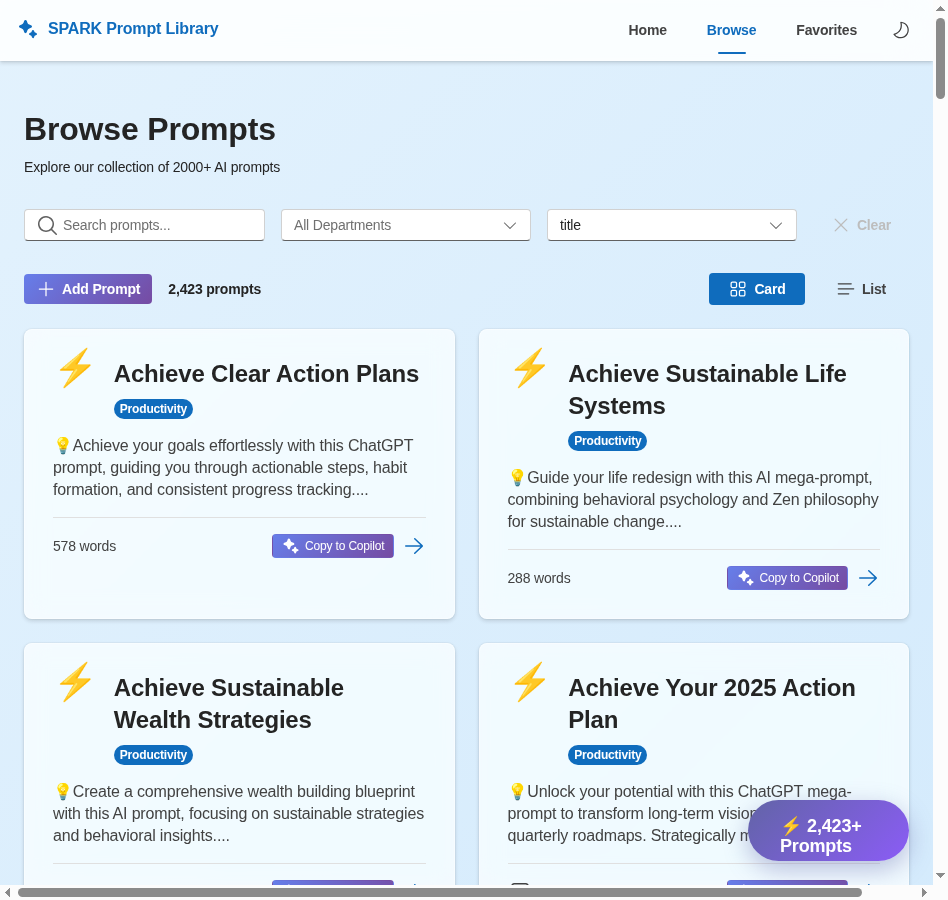 SPARK Prompt Library
Home
Browse
Favorites
Browse Prompts
Explore our collection of 2000+ AI prompts
Search prompts...
All Departments
title
Clear
Add Prompt
2,423 prompts
Card
List
⚡
Achieve Clear Action Plans
Productivity
💡Achieve your goals effortlessly with this ChatGPT
prompt, guiding you through actionable steps, habit
formation, and consistent progress tracking....
578 words
Copy to Copilot
⚡
Achieve Sustainable Life
Systems
Productivity
💡Guide your life redesign with this AI mega-prompt,
combining behavioral psychology and Zen philosophy
for sustainable change....
288 words
Copy to Copilot
⚡
Achieve Sustainable
Wealth Strategies
Productivity
💡Create a comprehensive wealth building blueprint
with this AI prompt, focusing on sustainable strategies
and behavioral insights....
⚡
Achieve Your 2025 Action
Plan
Productivity
💡Unlock your potential with this ChatGPT mega-
prompt to transform long-term
quarterly roadmaps. Strategically
⚡ 2,423+
Prompts